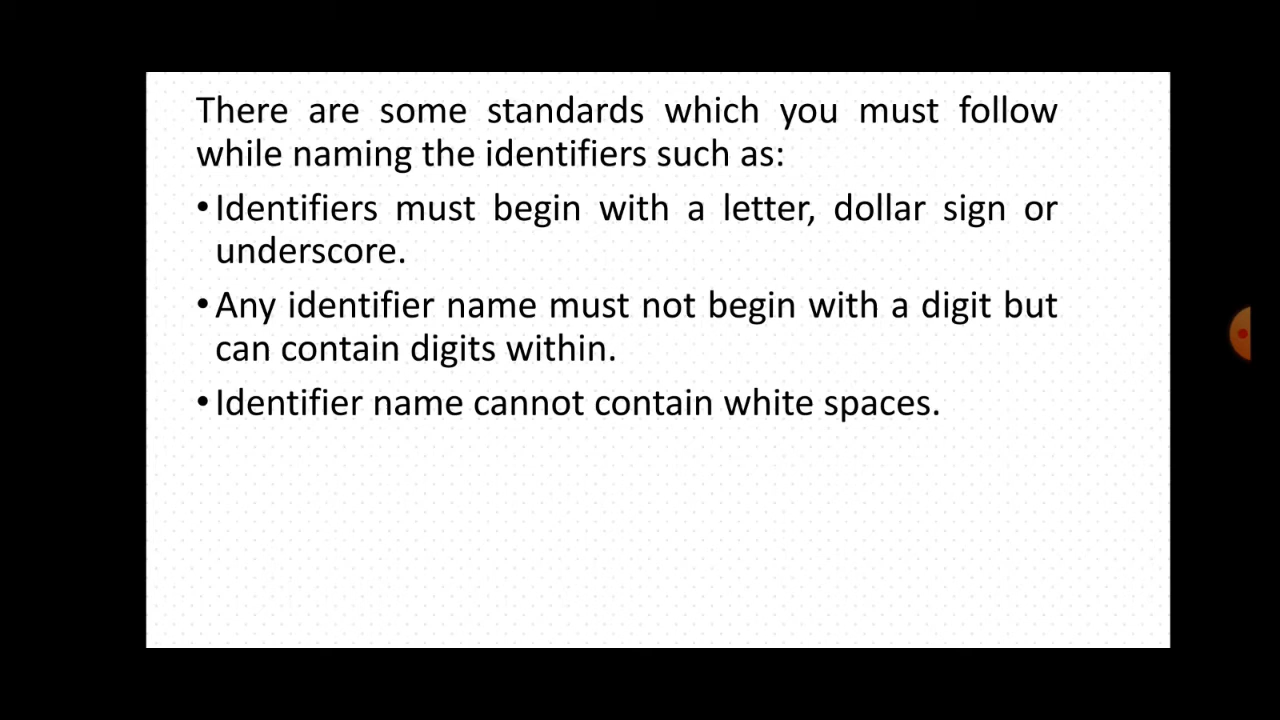 There are some standards which you must follow
while naming the identifiers such as:
•Identifiers must begin with a letter, dollar sign or
underscore.
•Any identifier name must not begin with a digit but
can contain digits within.
•Identifier name cannot contain white spaces.